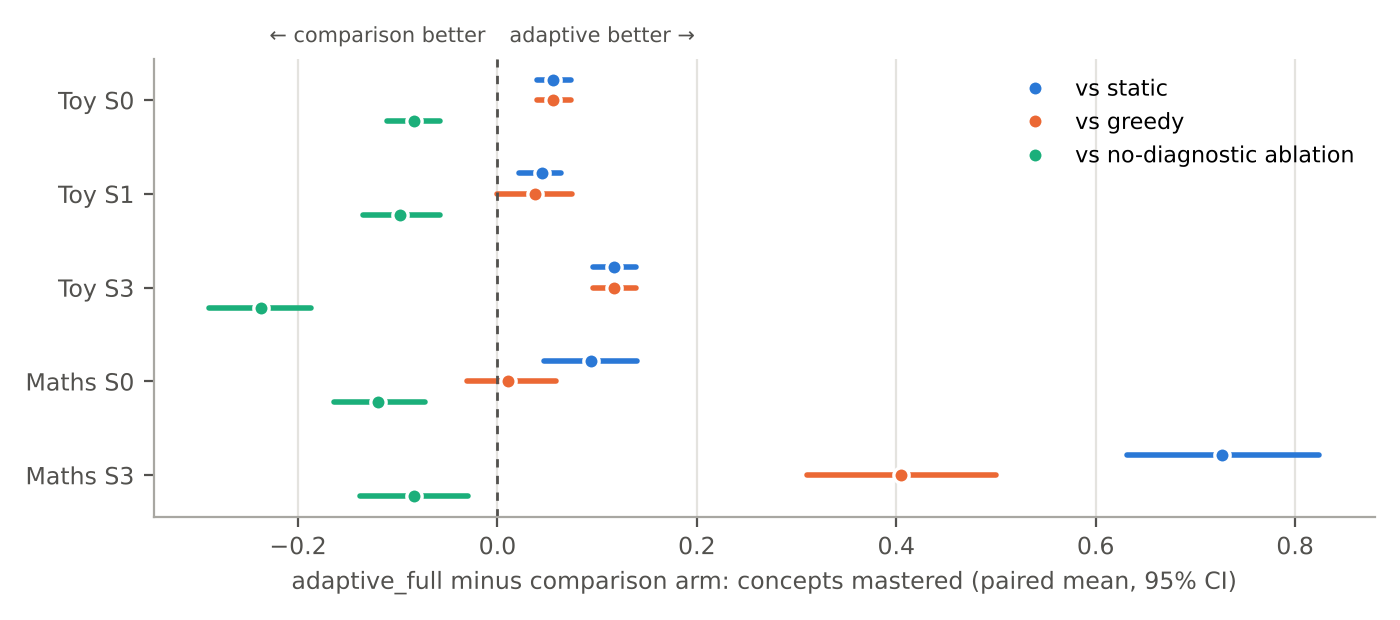 ← comparison better adaptive better →
vs static
vs greedy
vs no-diagnostic ablation
Toy S0
Toy S1
Toy S3
Maths S0
Maths S3
−0.2 0.0 0.2 0.4 0.6 0.8
adaptive_full minus comparison arm: concepts mastered (paired mean, 95% CI)